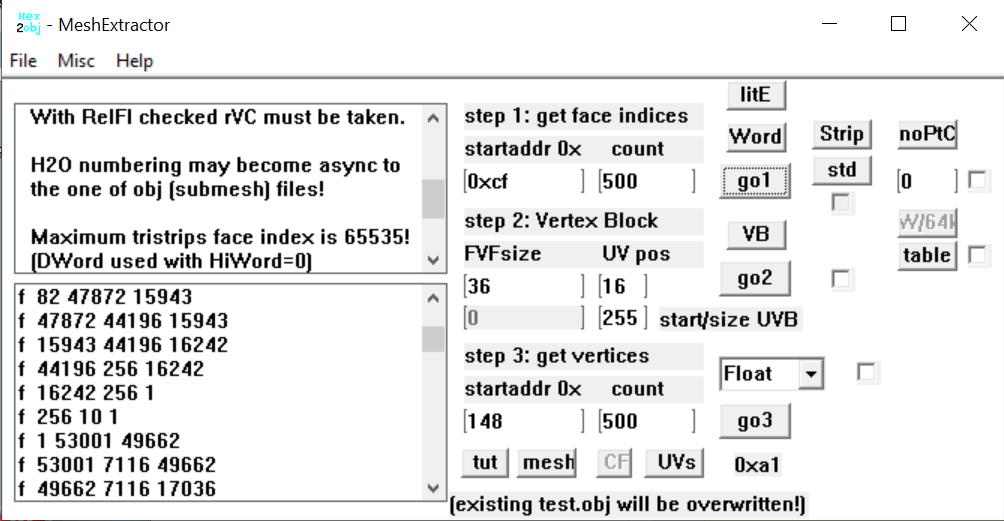 Hex
2obj - MeshExtractor
File Misc Help
With RelFI checked rVC must be taken.
H2O numbering may become async to
the one of obj (submesh) files!
Maximum tristrips face index is 65535!
(DWord used with HiWord=0)
f 82 47872 15943
f 47872 44196 15943
f 15943 44196 16242
f 44196 256 16242
f 16242 256 1
f 256 10 1
f 1 53001 49662
f 53001 7116 49662
f 49662 7116 17036
step 1: get face indices
startaddr 0x count
[0xcf ] [500 ]
step 2: Vertex Block
FVFsize UV pos
[36 ] [16 ]
[0 ] [255 ] start/size UVB
step 3: get vertices
startaddr 0x count
[148 ] [500 ]
tut mesh CF UVs
(existing test.obj will be overwritten!)
litE
Word
go1
VB
go2
Float
go3
0xa1
Strip
std
noPtC
[0 ]
W/64k
table